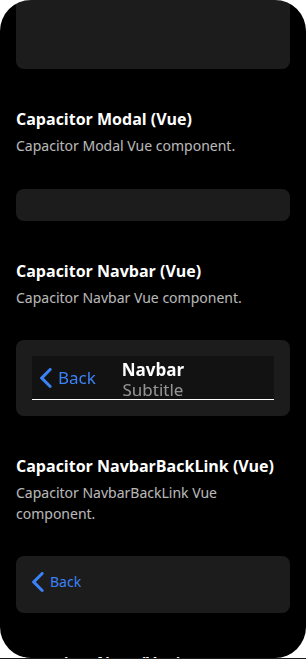 Capacitor Modal (Vue)
Capacitor Modal Vue component.
Capacitor Navbar (Vue)
Capacitor Navbar Vue component.
Back
Navbar
Subtitle
Capacitor NavbarBackLink (Vue)
Capacitor NavbarBackLink Vue
component.
Back